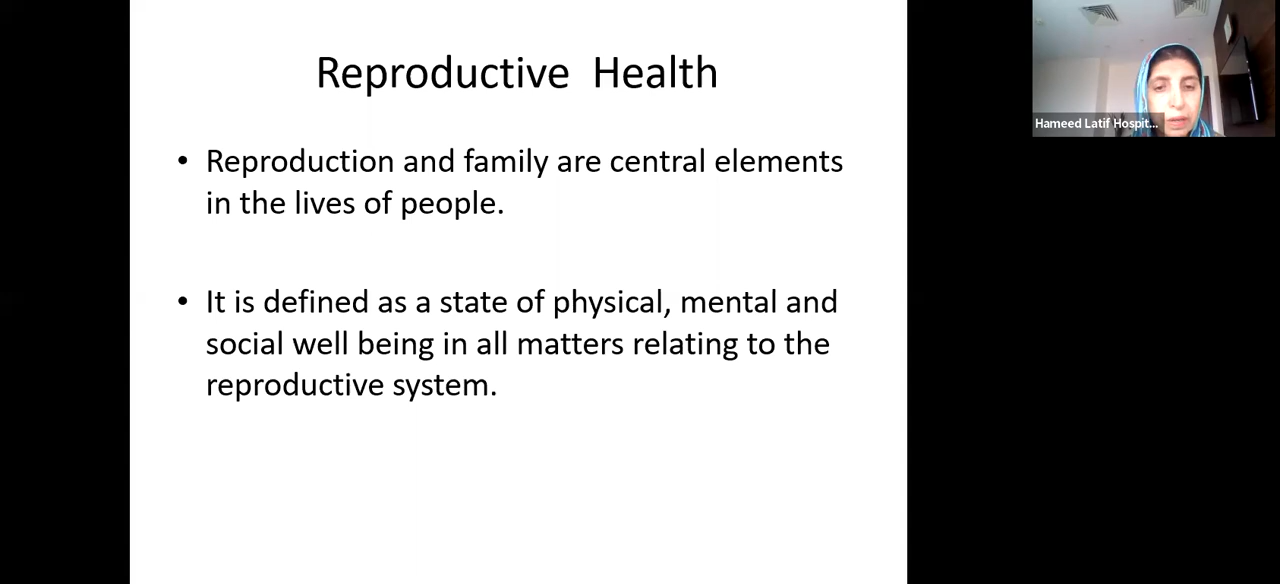 Reproductive  Health
• Reproduction and family are central elements
in the lives of people.
• It is defined as a state of physical, mental and
social well being in all matters relating to the
reproductive system.
Hameed Latif Hospit...